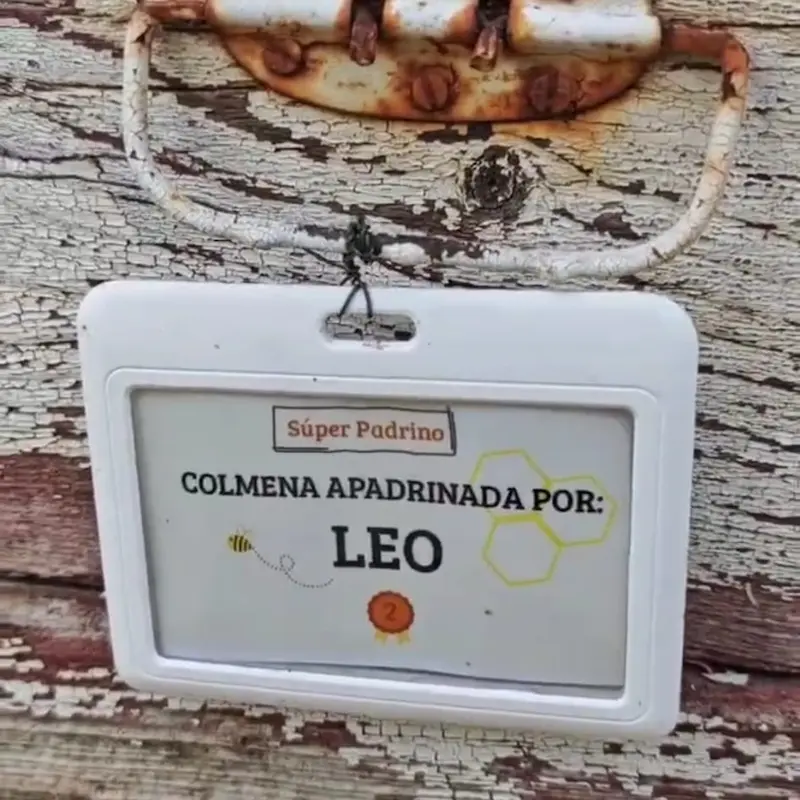 Súper Padrino
COLMENA APADRINADA POR:
LEO
2